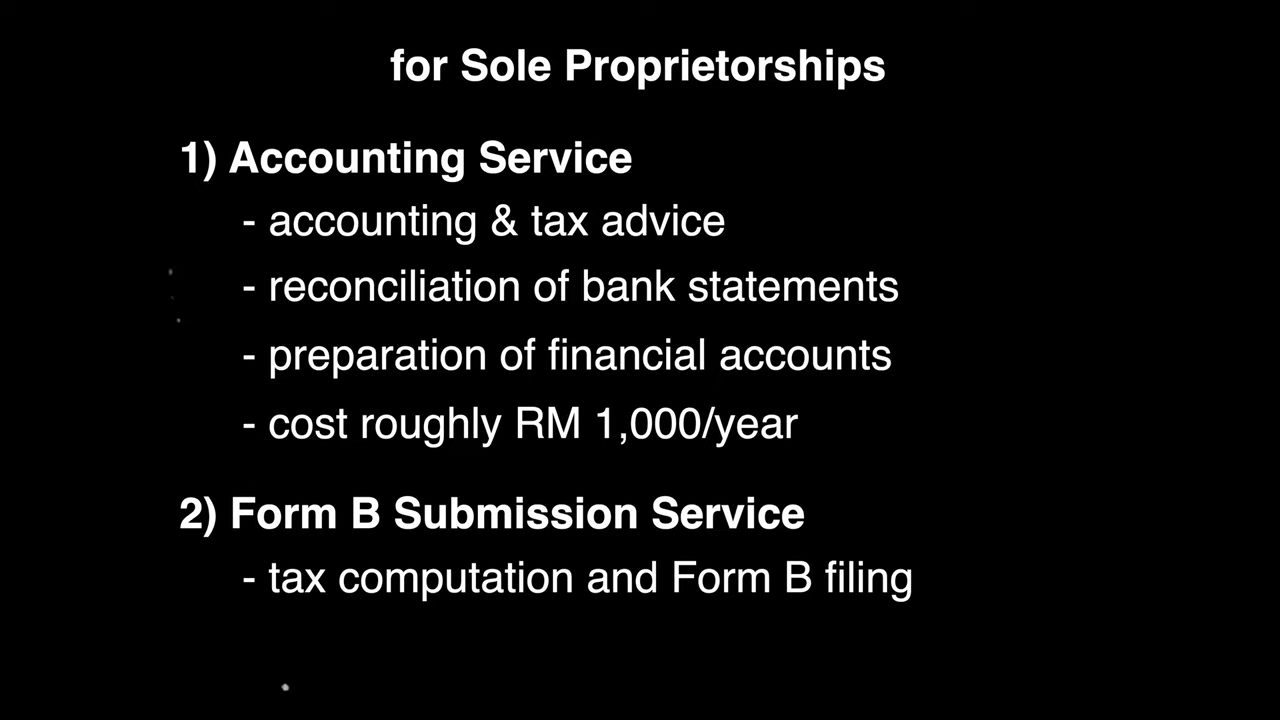 for Sole Proprietorships
1) Accounting Service
- accounting & tax advice
- reconciliation of bank statements
- preparation of financial accounts
- cost roughly RM 1,000/year
2) Form B Submission Service
- tax computation and Form B filing